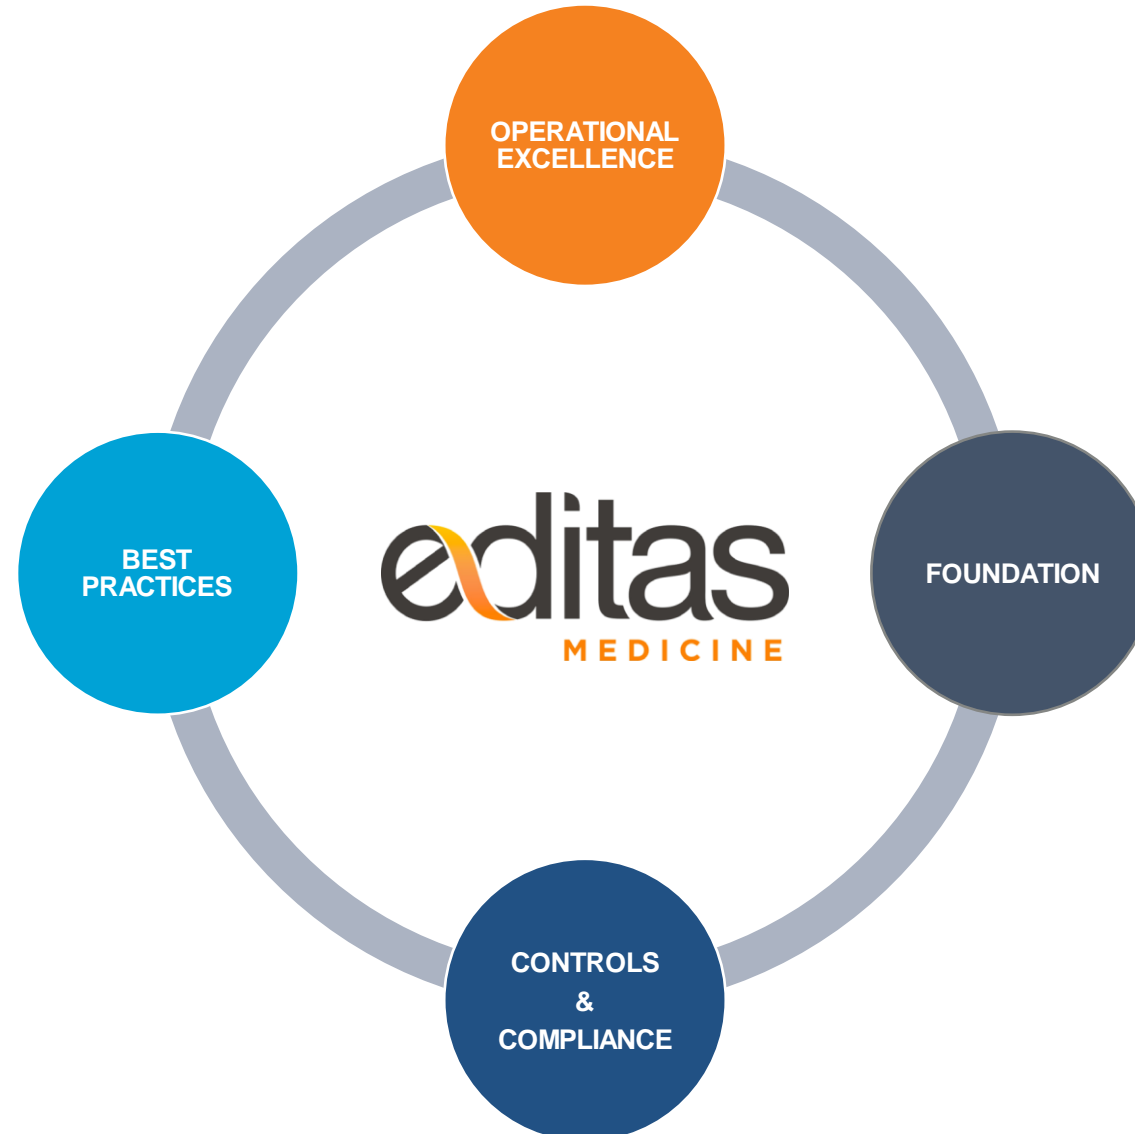 OPERATIONAL
EXCELLENCE
BEST
PRACTICES
editas
MEDICINE
FOUNDATION
CONTROLS
&
COMPLIANCE